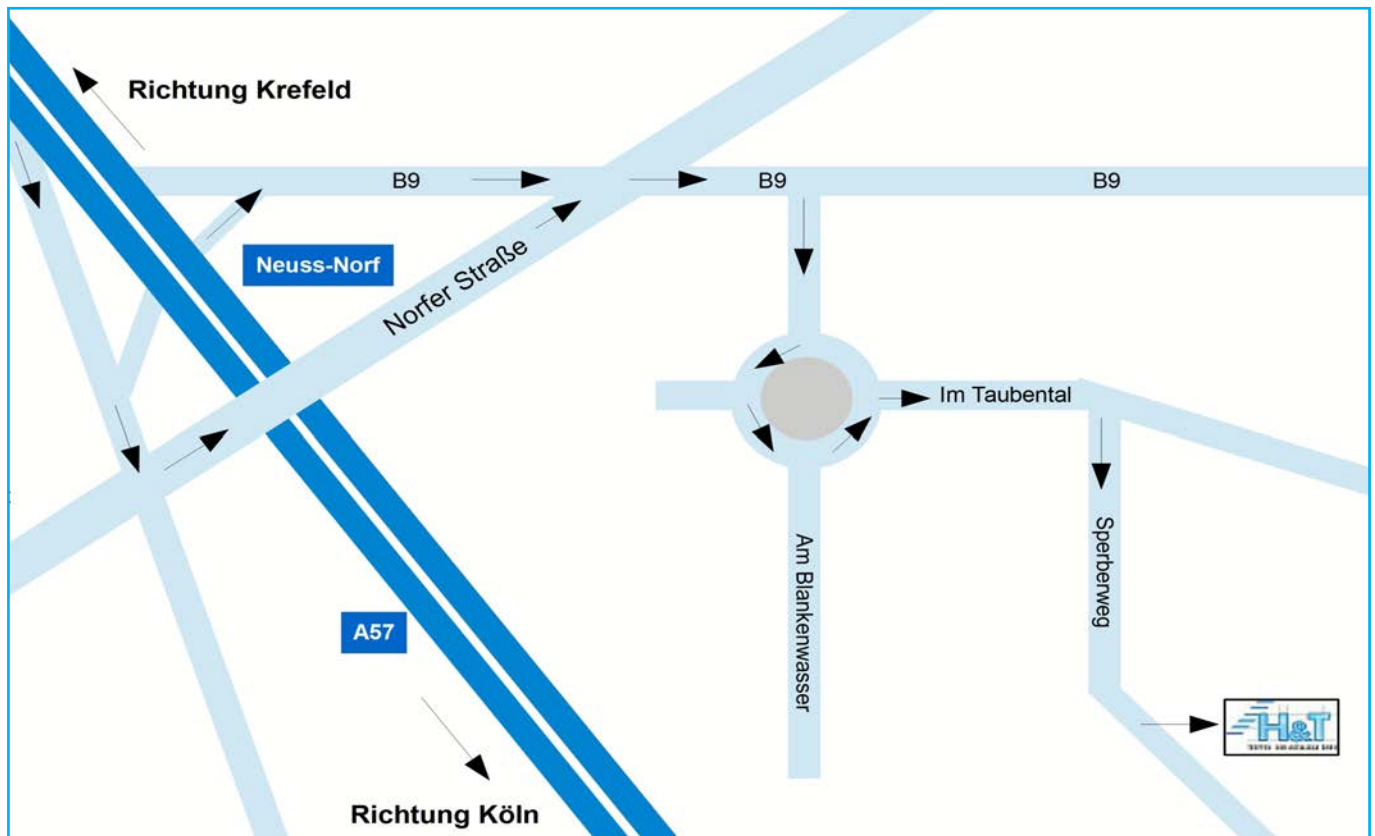 Richtung Krefeld
B9
B9
B9
Neuss-Norf
Norfer Straße
Im Taubental
Am Blankenwasser
Sperberweg
A57
H&T
Richtung Köln